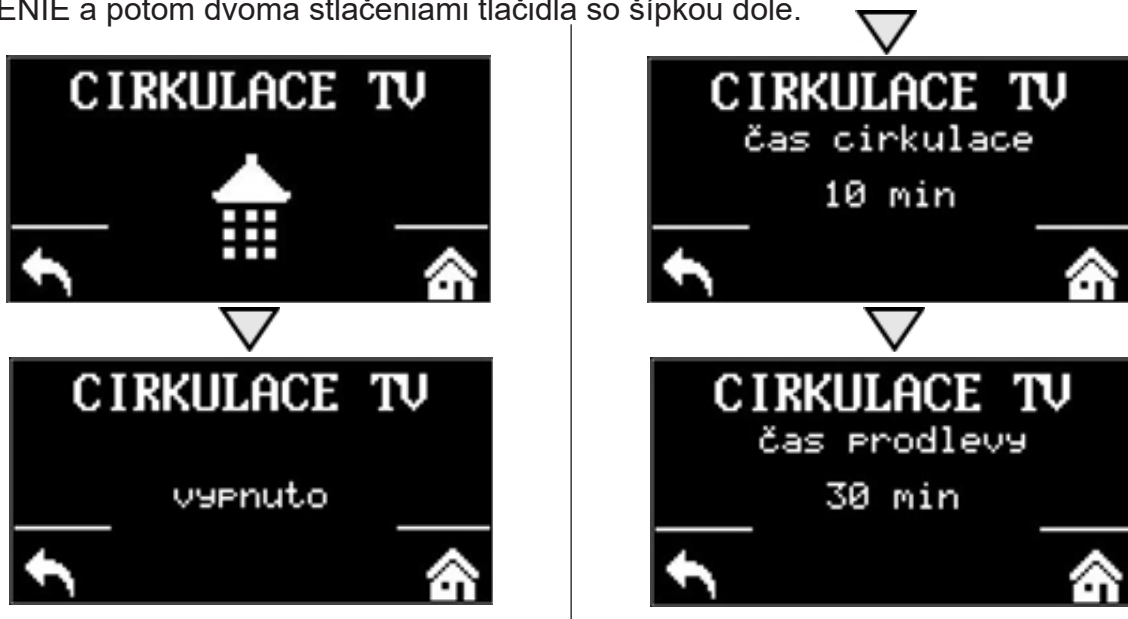 ENIE a potom dvoma stlačeniami tlačidla so šípkou dole.
CIRKULACE TV
CIRKULACE TV
vypnuto
CIRKULACE TV
čas cirkulace
10 min
CIRKULACE TV
čas prodlevy
30 min